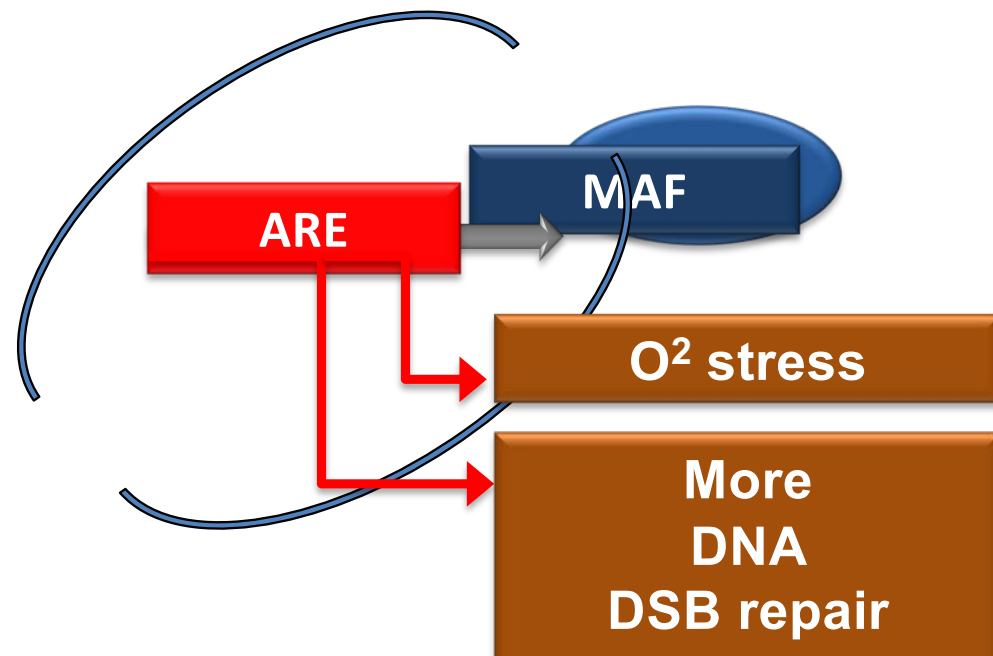 MAF
ARE
O² stress
More
DNA
DSB repair